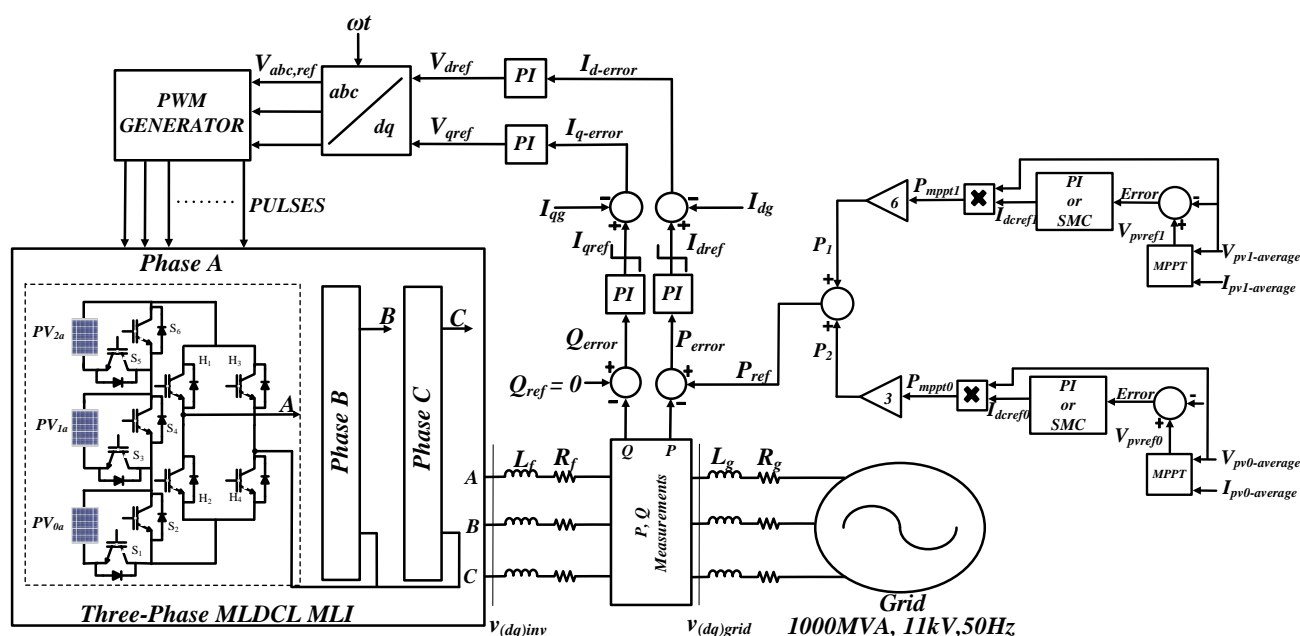 ωt
V_abc,ref
V_dref
I_d-error
PWM
GENERATOR
abc
dq
PI
V_qref
I_q-error
PI
PULSES
I_qg
I_dg
I_qref
I_dref
PI
PI
Q_error
P_error
Q_ref = 0
P_ref
P_1
P_2
6
P_mppt1
I_dcref1
PI
or
SMC
Error
V_pvref1
MPPT
V_pv1-average
I_pv1-average
3
P_mppt0
I_dcref0
PI
or
SMC
Error
V_pvref0
MPPT
V_pv0-average
I_pv0-average
Phase A
PV_2a
S_6
S_5
PV_1a
S_4
S_3
PV_0a
S_2
S_1
H_1
H_3
H_2
H_4
A
Phase B
B
Phase C
C
Three-Phase MLDCL MLI
A
B
C
L_f
R_f
Q
P
P, Q
Measurements
L_g
R_g
v_(dq)inv
v_(dq)grid
Grid
1000MVA, 11kV,50Hz